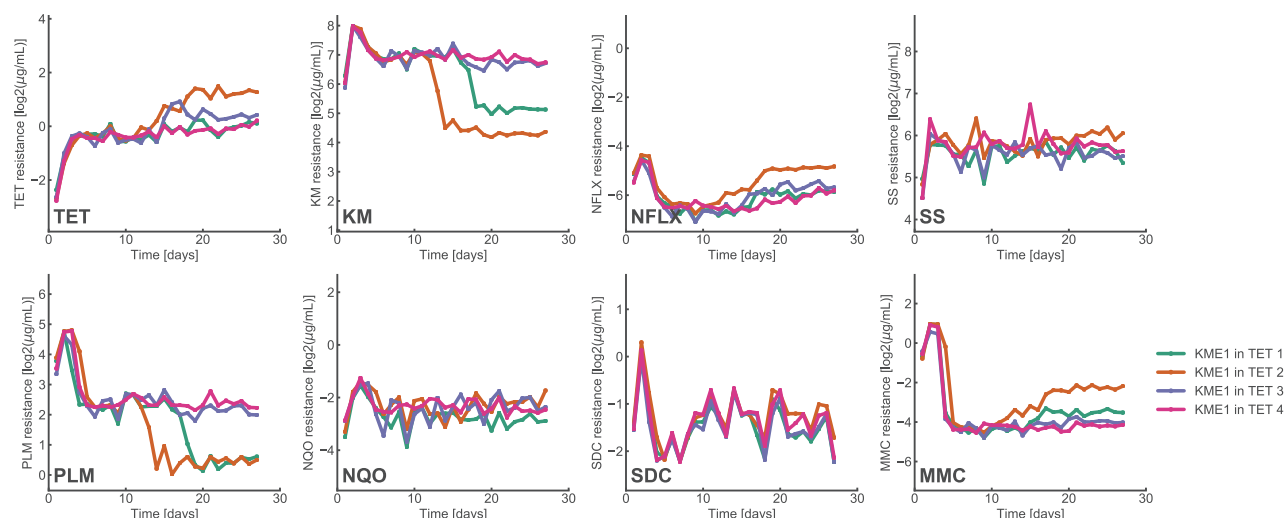 TET resistance [log2(μg/mL)]
4
2
0
−2
TET
0
10
20
30
Time [days]
KM resistance [log2(μg/mL)]
8
7
6
5
4
3
2
1
KM
0
10
20
30
Time [days]
NFLX resistance [log2(μg/mL)]
0
−2
−4
−6
NFLX
0
10
20
30
Time [days]
SS resistance [log2(μg/mL)]
8
7
6
5
4
SS
0
10
20
30
Time [days]
PLM resistance [log2(μg/mL)]
6
5
4
3
2
1
0
PLM
0
10
20
30
Time [days]
NQO resistance [log2(μg/mL)]
2
0
−2
−4
NQO
0
10
20
30
Time [days]
SDC resistance [log2(μg/mL)]
1
0
−1
−2
SDC
0
10
20
30
Time [days]
MMC resistance [log2(μg/mL)]
2
0
−2
−4
−6
MMC
0
10
20
30
Time [days]
KME1 in TET 1
KME1 in TET 2
KME1 in TET 3
KME1 in TET 4